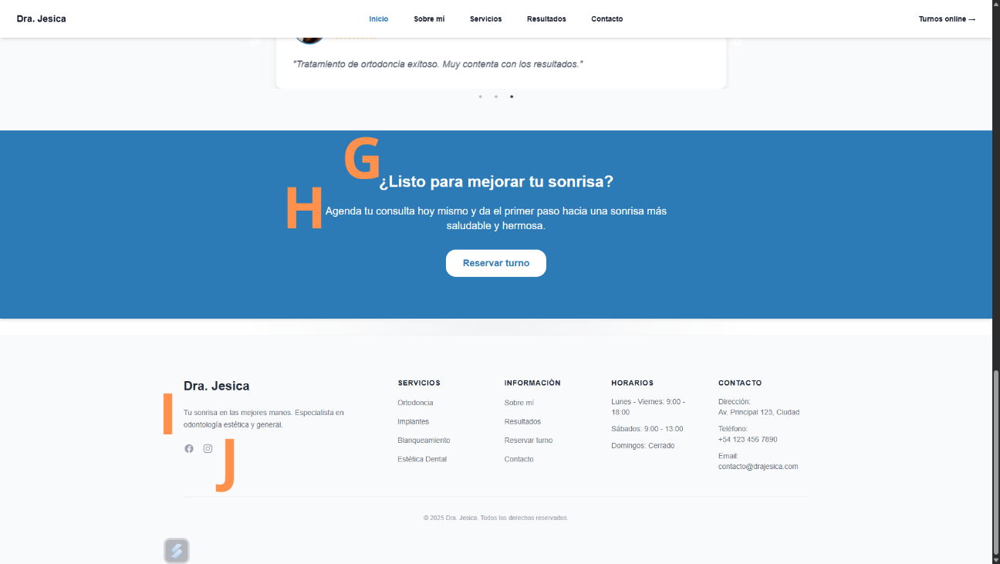 Dra. Jesica
Inicio
Sobre mí
Servicios
Resultados
Contacto
Turnos online →
"Tratamiento de ortodoncia exitoso. Muy contenta con los resultados."
G
¿Listo para mejorar tu sonrisa?
H
Agenda tu consulta hoy mismo y da el primer paso hacia una sonrisa más
saludable y hermosa.
Reservar turno
Dra. Jesica
I
Tu sonrisa en las mejores manos. Especialista en
odontología estética y general.
J
SERVICIOS
Ortodoncia
Implantes
Blanqueamiento
Estética Dental
INFORMACIÓN
Sobre mí
Resultados
Reservar turno
Contacto
HORARIOS
Lunes - Viernes: 9:00 -
18:00
Sábados: 9:00 - 13:00
Domingos: Cerrado
CONTACTO
Dirección:
Av. Principal 123, Ciudad
Teléfono:
+54 123 456 7890
Email:
contacto@drajesica.com
© 2025 Dra. Jesica. Todos los derechos reservados.